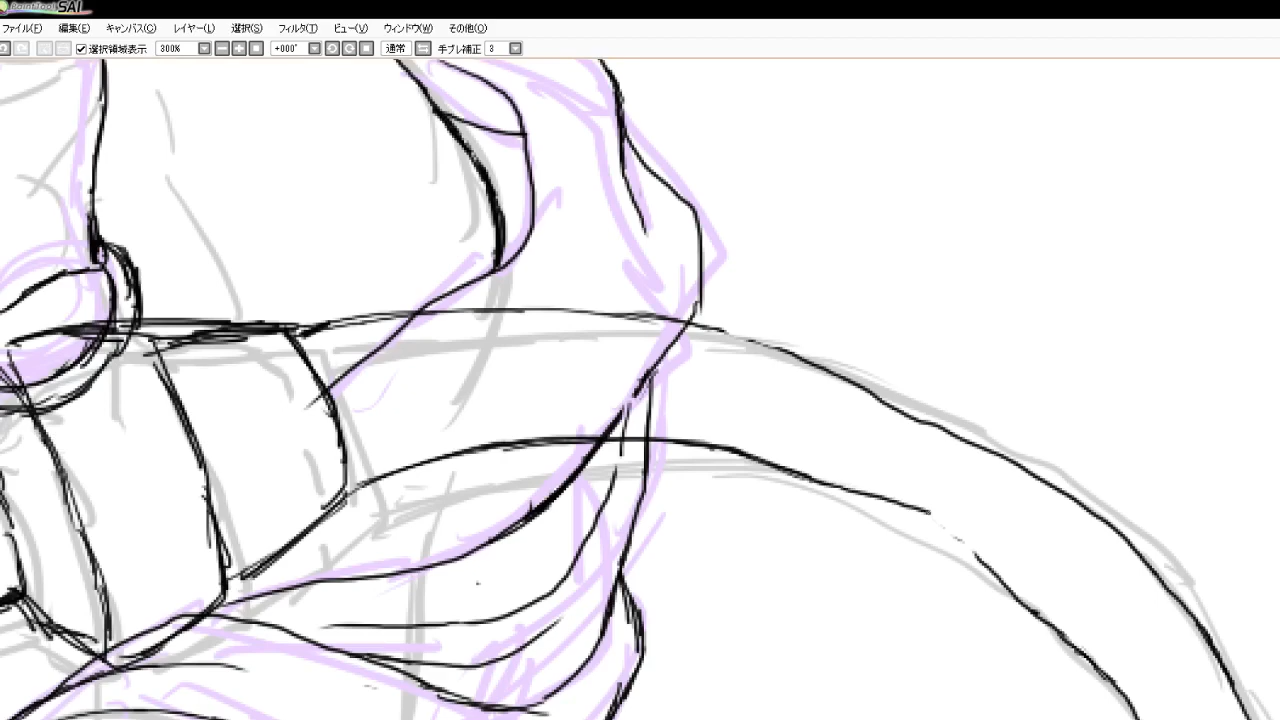 PaintTool SAI
ファイル(F) 編集(E) キャンバス(C) レイヤー(L) 選択(S) フィルタ(T) ビュー(V) ウィンドウ(W) その他(O)
選択領域表示 300% +000° 通常 手ブレ補正 3